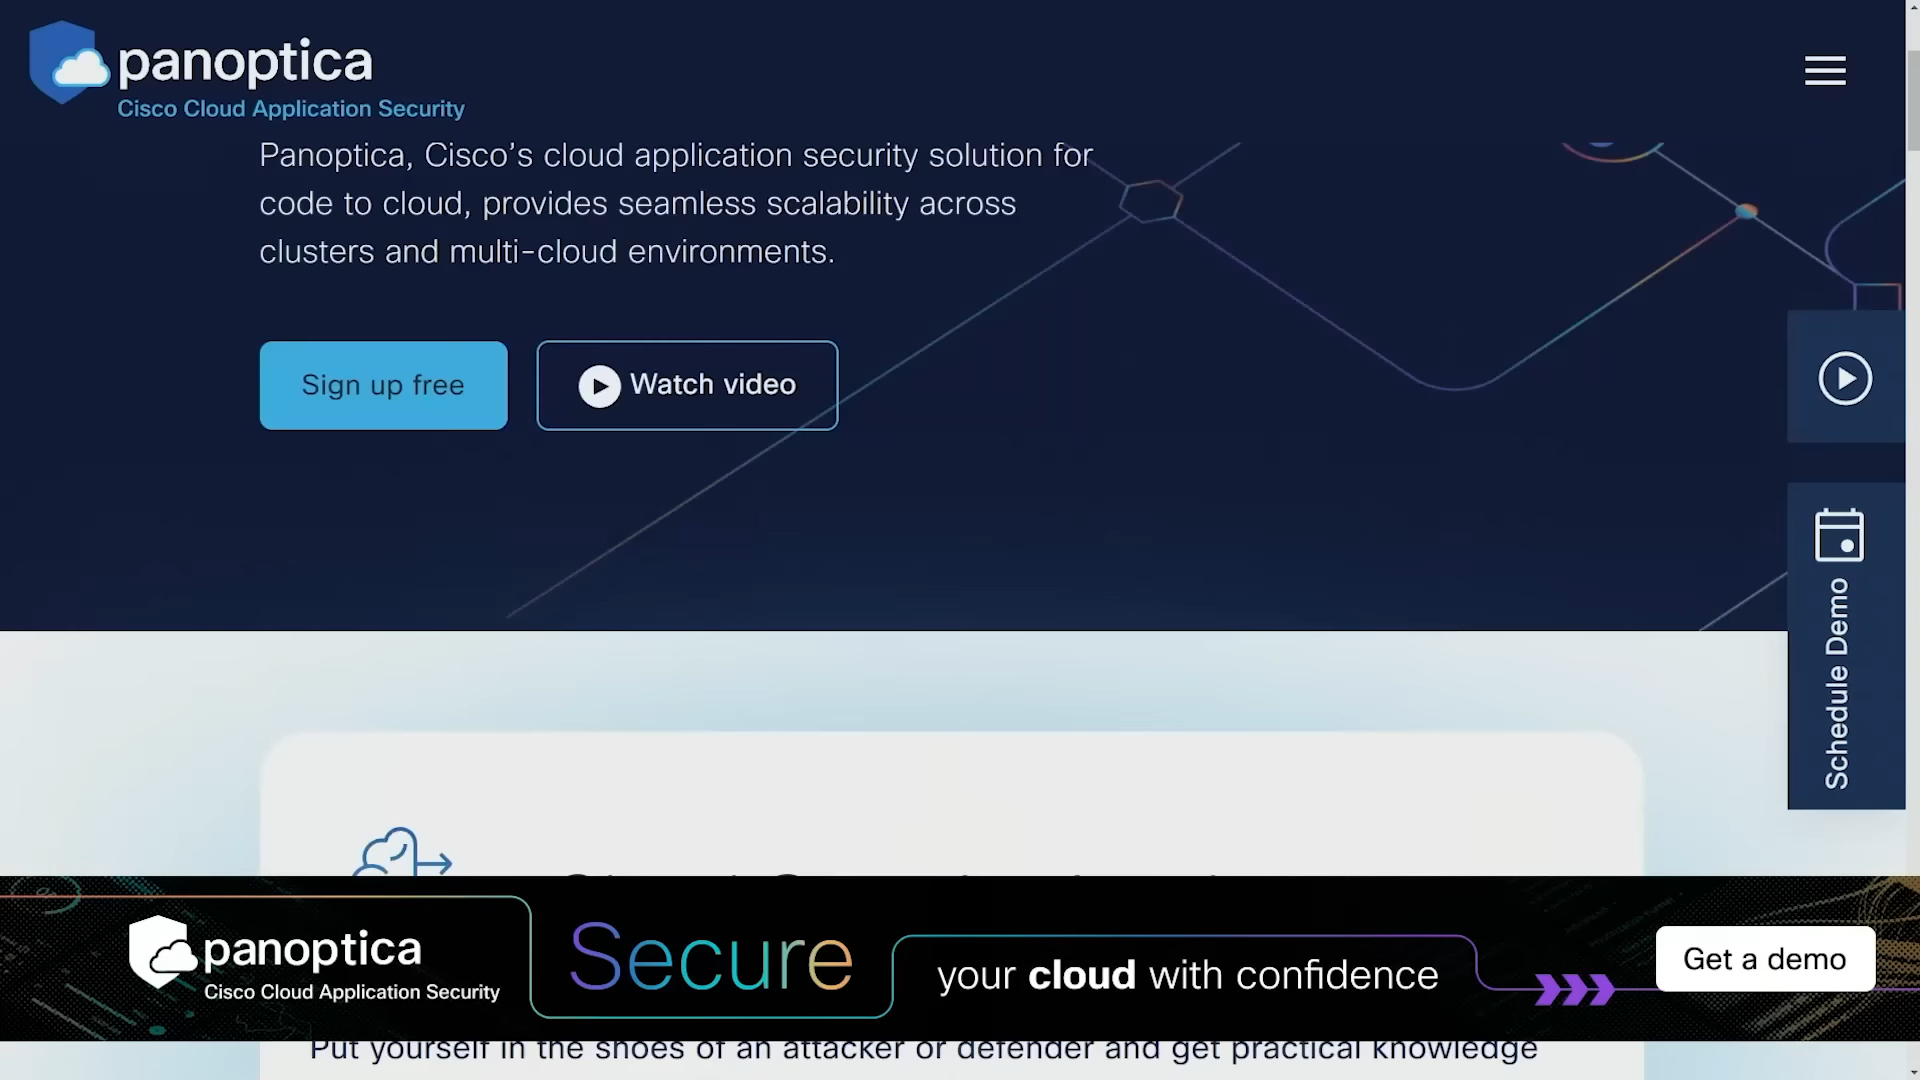 panoptica
Cisco Cloud Application Security
Panoptica, Cisco's cloud application security solution for
code to cloud, provides seamless scalability across
clusters and multi-cloud environments.
Sign up free
Watch video
Schedule Demo
panoptica
Cisco Cloud Application Security
Secure
your cloud with confidence
Get a demo
Put yourself in the shoes of an attacker or defender and get practical knowledge